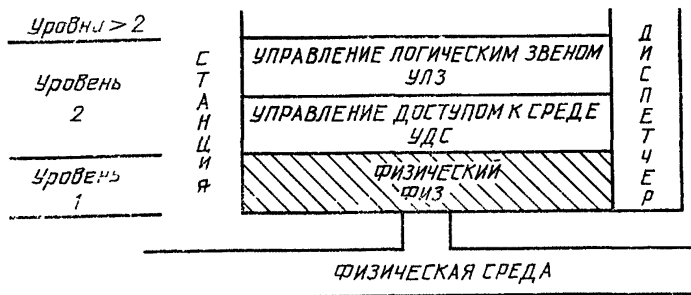 Уровни > 2
Уровень
2
Уровень
1
СТАНЦИЯ
УПРАВЛЕНИЕ ЛОГИЧЕСКИМ ЗВЕНОМ
УЛЗ
УПРАВЛЕНИЕ ДОСТУПОМ К СРЕДЕ
УДС
ФИЗИЧЕСКИЙ
ФИЗ
ДИСПЕТЧЕР
ФИЗИЧЕСКАЯ СРЕДА